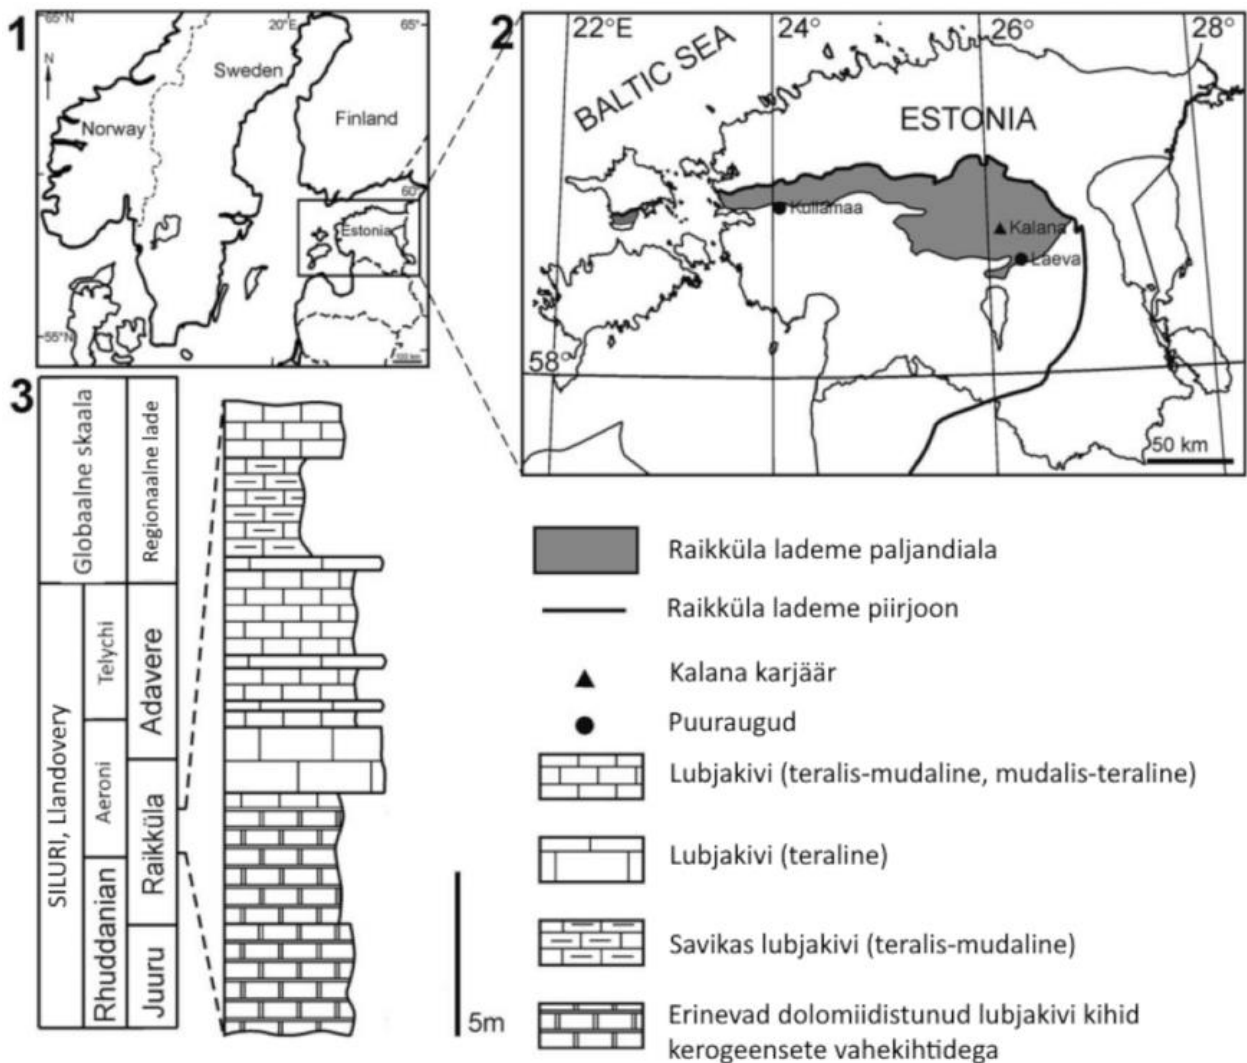 1
65°N
20°E
65°
N
Sweden
Norway
Finland
60°
Estonia
55°N
100 km
2
22°E
24°
26°
28°
BALTIC SEA
ESTONIA
Kullamaa
Kalana
Laeva
58°
50 km
3
Globaalne skaala
Regionaalne lade
SILURI, Llandovery
Telychi
Aeroni
Rhuddanian
Adavere
Raikküla
Juuru
5m
Raikküla lademe paljandiala
Raikküla lademe piirjoon
Kalana karjäär
Puuraugud
Lubjakivi (teralis-mudaline, mudalis-teraline)
Lubjakivi (teraline)
Savikas lubjakivi (teralis-mudaline)
Erinevad dolomiidistunud lubjakivi kihid
kerogeensete vahekihtidega